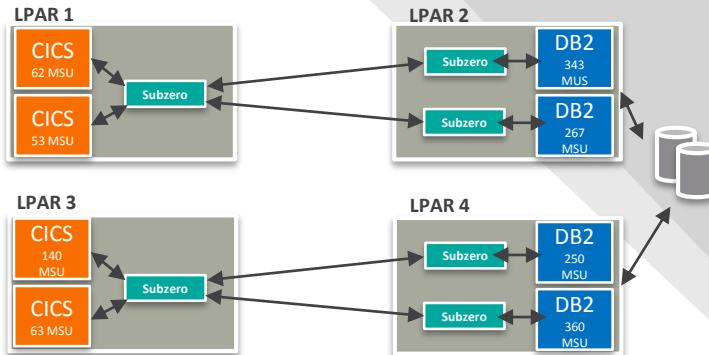 LPAR 1
CICS
62 MSU
CICS
53 MSU
Subzero
LPAR 2
Subzero
Subzero
DB2
343
MUS
DB2
267
MSU
LPAR 3
CICS
140
MSU
CICS
63 MSU
Subzero
LPAR 4
Subzero
Subzero
DB2
250
MSU
DB2
360
MSU